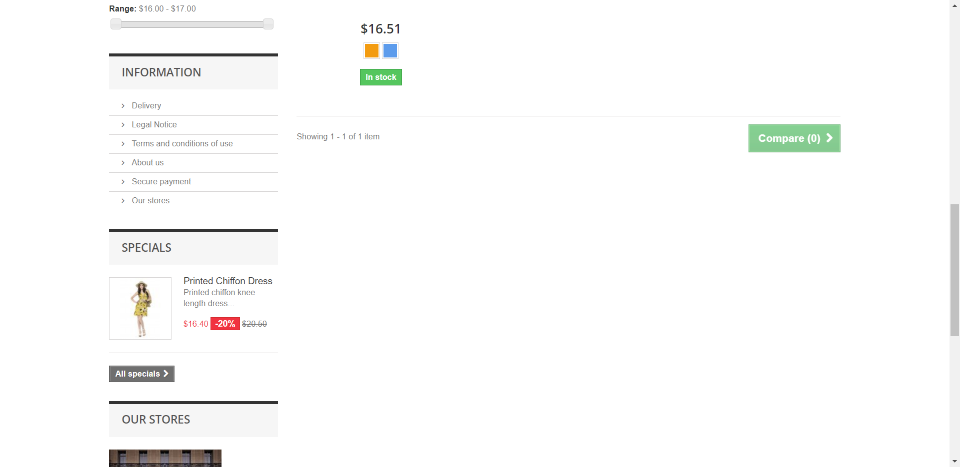 Range: $16.00 - $17.00
INFORMATION
Delivery
Legal Notice
Terms and conditions of use
About us
Secure payment
Our stores
SPECIALS
Printed Chiffon Dress
Printed chiffon knee
length dress...
$16.40 -20% $20.50
All specials
OUR STORES
$16.51
In stock
Showing 1 - 1 of 1 item
Compare (0)